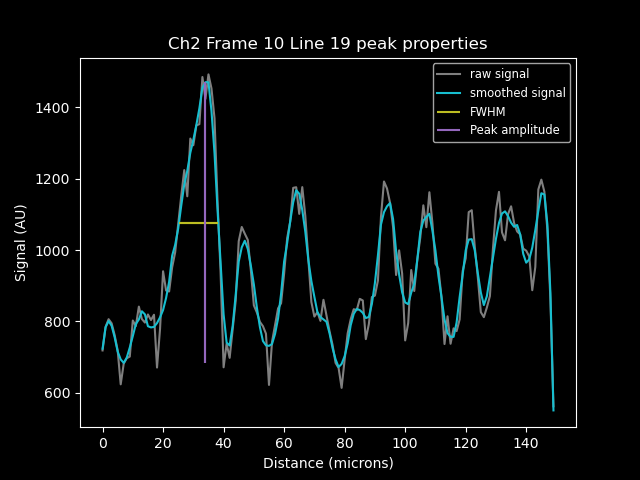 Ch2 Frame 10 Line 19 peak properties
raw signal
smoothed signal
FWHM
Peak amplitude
Signal (AU)
1400
1200
1000
800
600
0 20 40 60 80 100 120 140
Distance (microns)